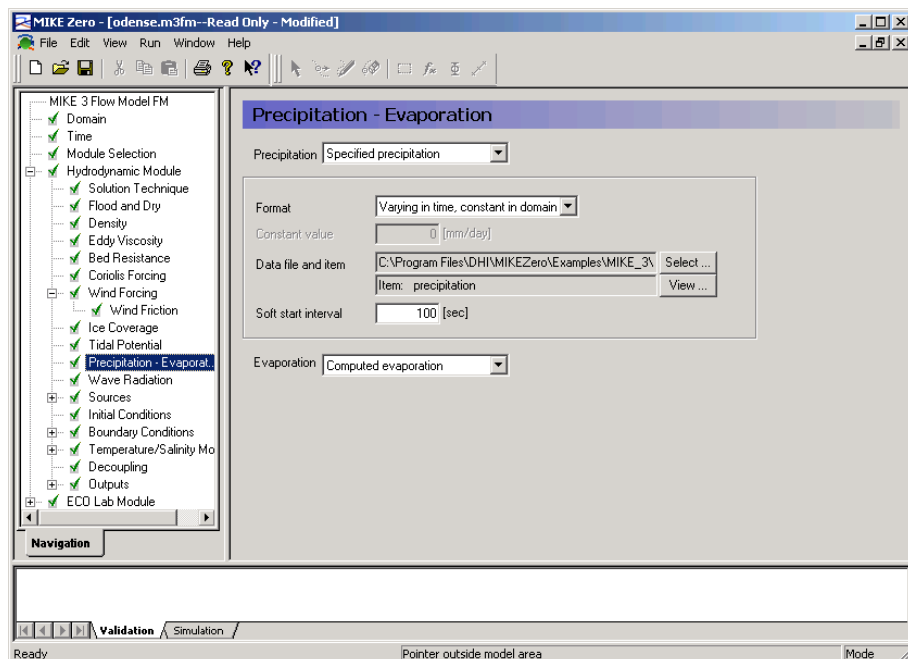 MIKE Zero - [odense.m3fm--Read Only - Modified]
File Edit View Run Window Help
MIKE 3 Flow Model FM
Domain
Time
Module Selection
Hydrodynamic Module
Solution Technique
Flood and Dry
Density
Eddy Viscosity
Bed Resistance
Coriolis Forcing
Wind Forcing
Wind Friction
Ice Coverage
Tidal Potential
Precipitation - Evaporat..
Wave Radiation
Sources
Initial Conditions
Boundary Conditions
Temperature/Salinity Mo
Decoupling
Outputs
ECO Lab Module
Navigation
Precipitation - Evaporation
Precipitation Specified precipitation
Format Varying in time, constant in domain
Constant value 0 [mm/day]
Data file and item C:\Program Files\DHI\MIKEZero\Examples\MIKE_3\ Select ...
Item: precipitation View ...
Soft start interval 100 [sec]
Evaporation Computed evaporation
Validation Simulation
Ready Pointer outside model area Mode